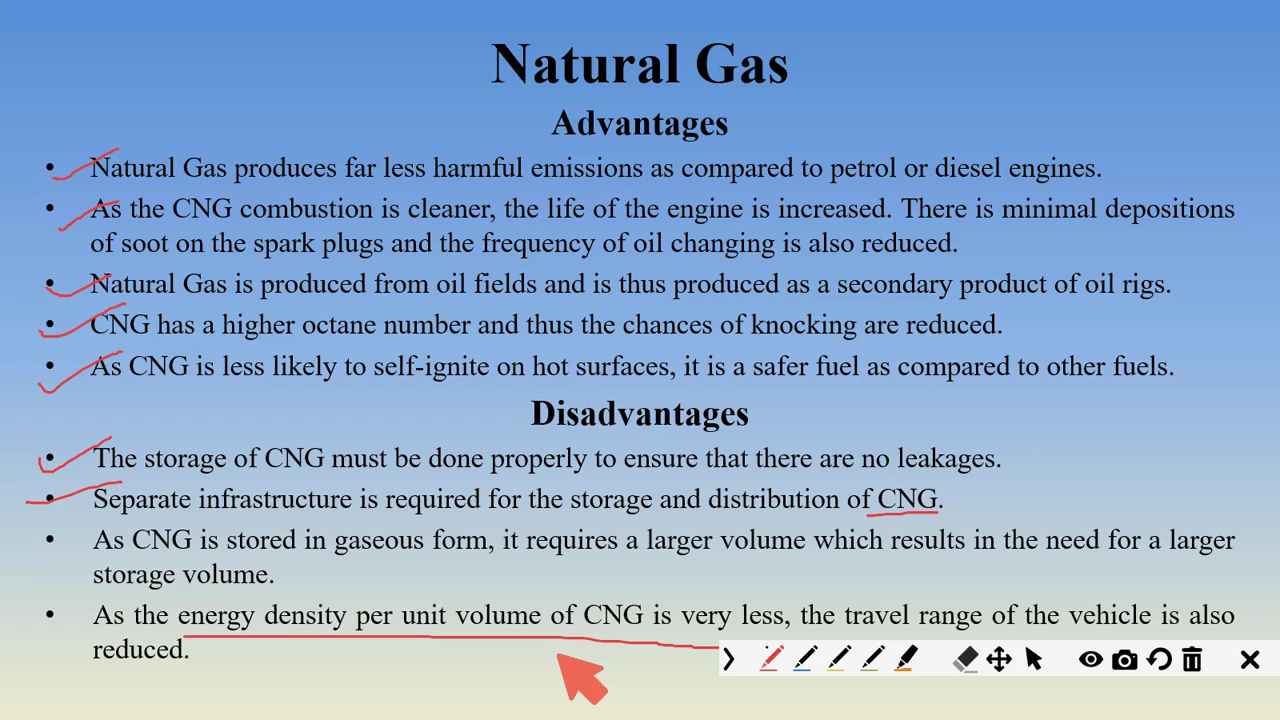 Natural Gas
Advantages
• Natural Gas produces far less harmful emissions as compared to petrol or diesel engines.
• As the CNG combustion is cleaner, the life of the engine is increased. There is minimal depositions
of soot on the spark plugs and the frequency of oil changing is also reduced.
• Natural Gas is produced from oil fields and is thus produced as a secondary product of oil rigs.
• CNG has a higher octane number and thus the chances of knocking are reduced.
• As CNG is less likely to self-ignite on hot surfaces, it is a safer fuel as compared to other fuels.
Disadvantages
• The storage of CNG must be done properly to ensure that there are no leakages.
• Separate infrastructure is required for the storage and distribution of CNG.
• As CNG is stored in gaseous form, it requires a larger volume which results in the need for a larger
storage volume.
• As the energy density per unit volume of CNG is very less, the travel range of the vehicle is also
reduced.